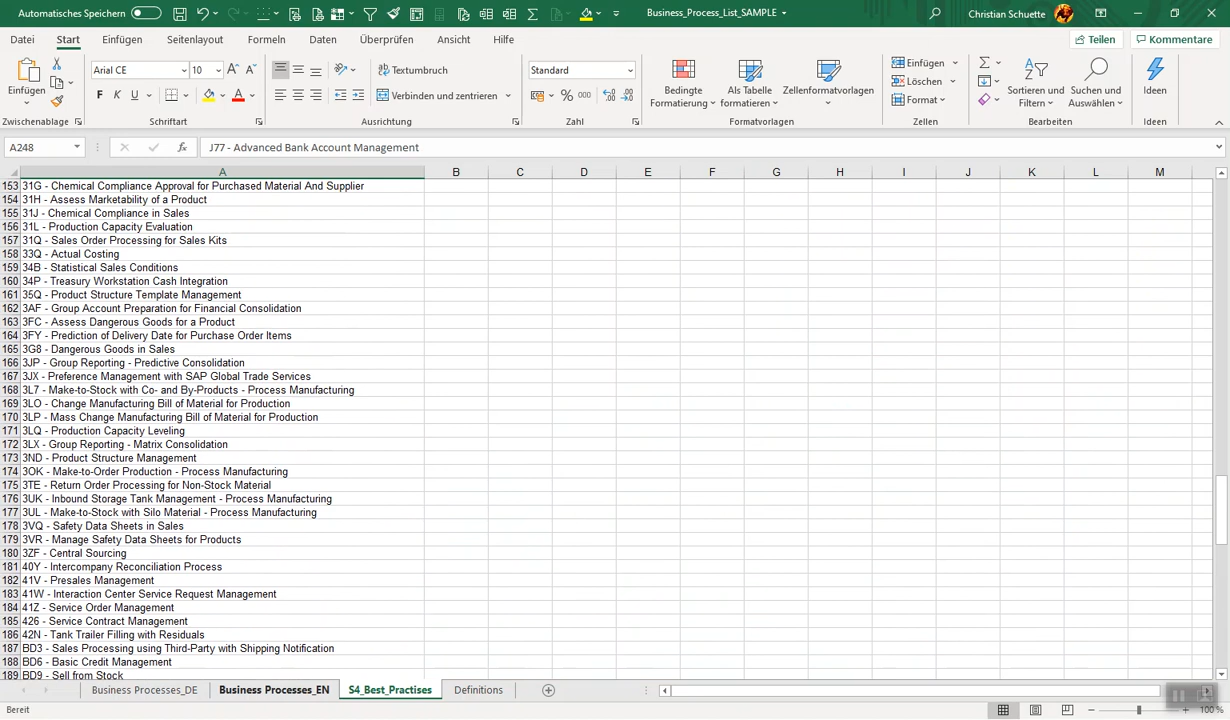 Automatisches Speichern
Business_Process_List_SAMPLE
Christian Schuette
Datei Start Einfügen Seitenlayout Formeln Daten Überprüfen Ansicht Hilfe Teilen Kommentare
Einfügen
Arial CE 10
F K U
Textumbruch
Verbinden und zentrieren
Standard
% 000
Bedingte Formatierung
Als Tabelle formatieren
Zellenformatvorlagen
Einfügen
Löschen
Format
Sortieren und Filtern
Suchen und Auswählen
Ideen
Zwischenablage Schriftart Ausrichtung Zahl Formatvorlagen Zellen Bearbeiten Ideen
A248 fx J77 - Advanced Bank Account Management
A B C D E F G H I J K L M
153 31G - Chemical Compliance Approval for Purchased Material And Supplier
154 31H - Assess Marketability of a Product
155 31J - Chemical Compliance in Sales
156 31L - Production Capacity Evaluation
157 31Q - Sales Order Processing for Sales Kits
158 33Q - Actual Costing
159 34B - Statistical Sales Conditions
160 34P - Treasury Workstation Cash Integration
161 35Q - Product Structure Template Management
162 3AF - Group Account Preparation for Financial Consolidation
163 3FC - Assess Dangerous Goods for a Product
164 3FY - Prediction of Delivery Date for Purchase Order Items
165 3G8 - Dangerous Goods in Sales
166 3JP - Group Reporting - Predictive Consolidation
167 3JX - Preference Management with SAP Global Trade Services
168 3L7 - Make-to-Stock with Co- and By-Products - Process Manufacturing
169 3LO - Change Manufacturing Bill of Material for Production
170 3LP - Mass Change Manufacturing Bill of Material for Production
171 3LQ - Production Capacity Leveling
172 3LX - Group Reporting - Matrix Consolidation
173 3ND - Product Structure Management
174 3OK - Make-to-Order Production - Process Manufacturing
175 3TE - Return Order Processing for Non-Stock Material
176 3UK - Inbound Storage Tank Management - Process Manufacturing
177 3UL - Make-to-Stock with Silo Material - Process Manufacturing
178 3VQ - Safety Data Sheets in Sales
179 3VR - Manage Safety Data Sheets for Products
180 3ZF - Central Sourcing
181 40Y - Intercompany Reconciliation Process
182 41V - Presales Management
183 41W - Interaction Center Service Request Management
184 41Z - Service Order Management
185 426 - Service Contract Management
186 42N - Tank Trailer Filling with Residuals
187 BD3 - Sales Processing using Third-Party with Shipping Notification
188 BD6 - Basic Credit Management
189 BD9 - Sell from Stock
Business Processes_DE Business Processes_EN S4_Best_Practises Definitions
Bereit 100 %